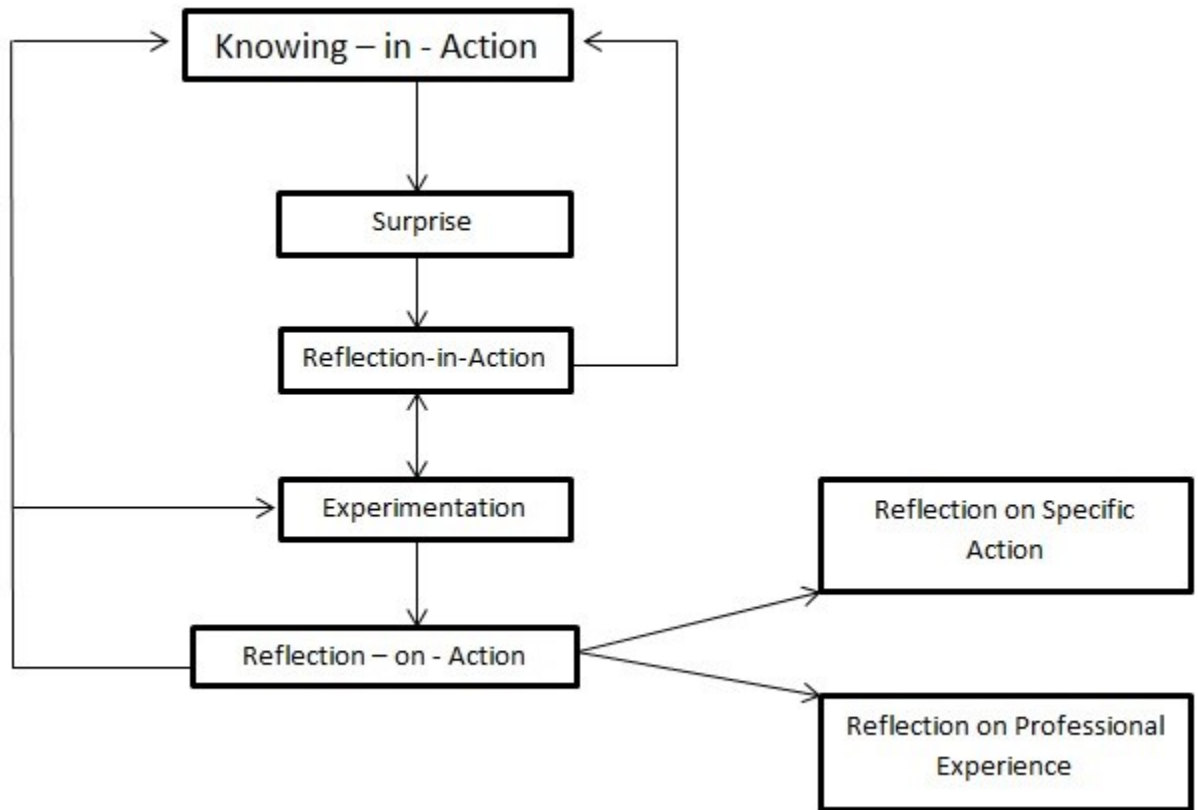 Knowing – in - Action
Surprise
Reflection-in-Action
Experimentation
Reflection – on - Action
Reflection on Specific
Action
Reflection on Professional
Experience